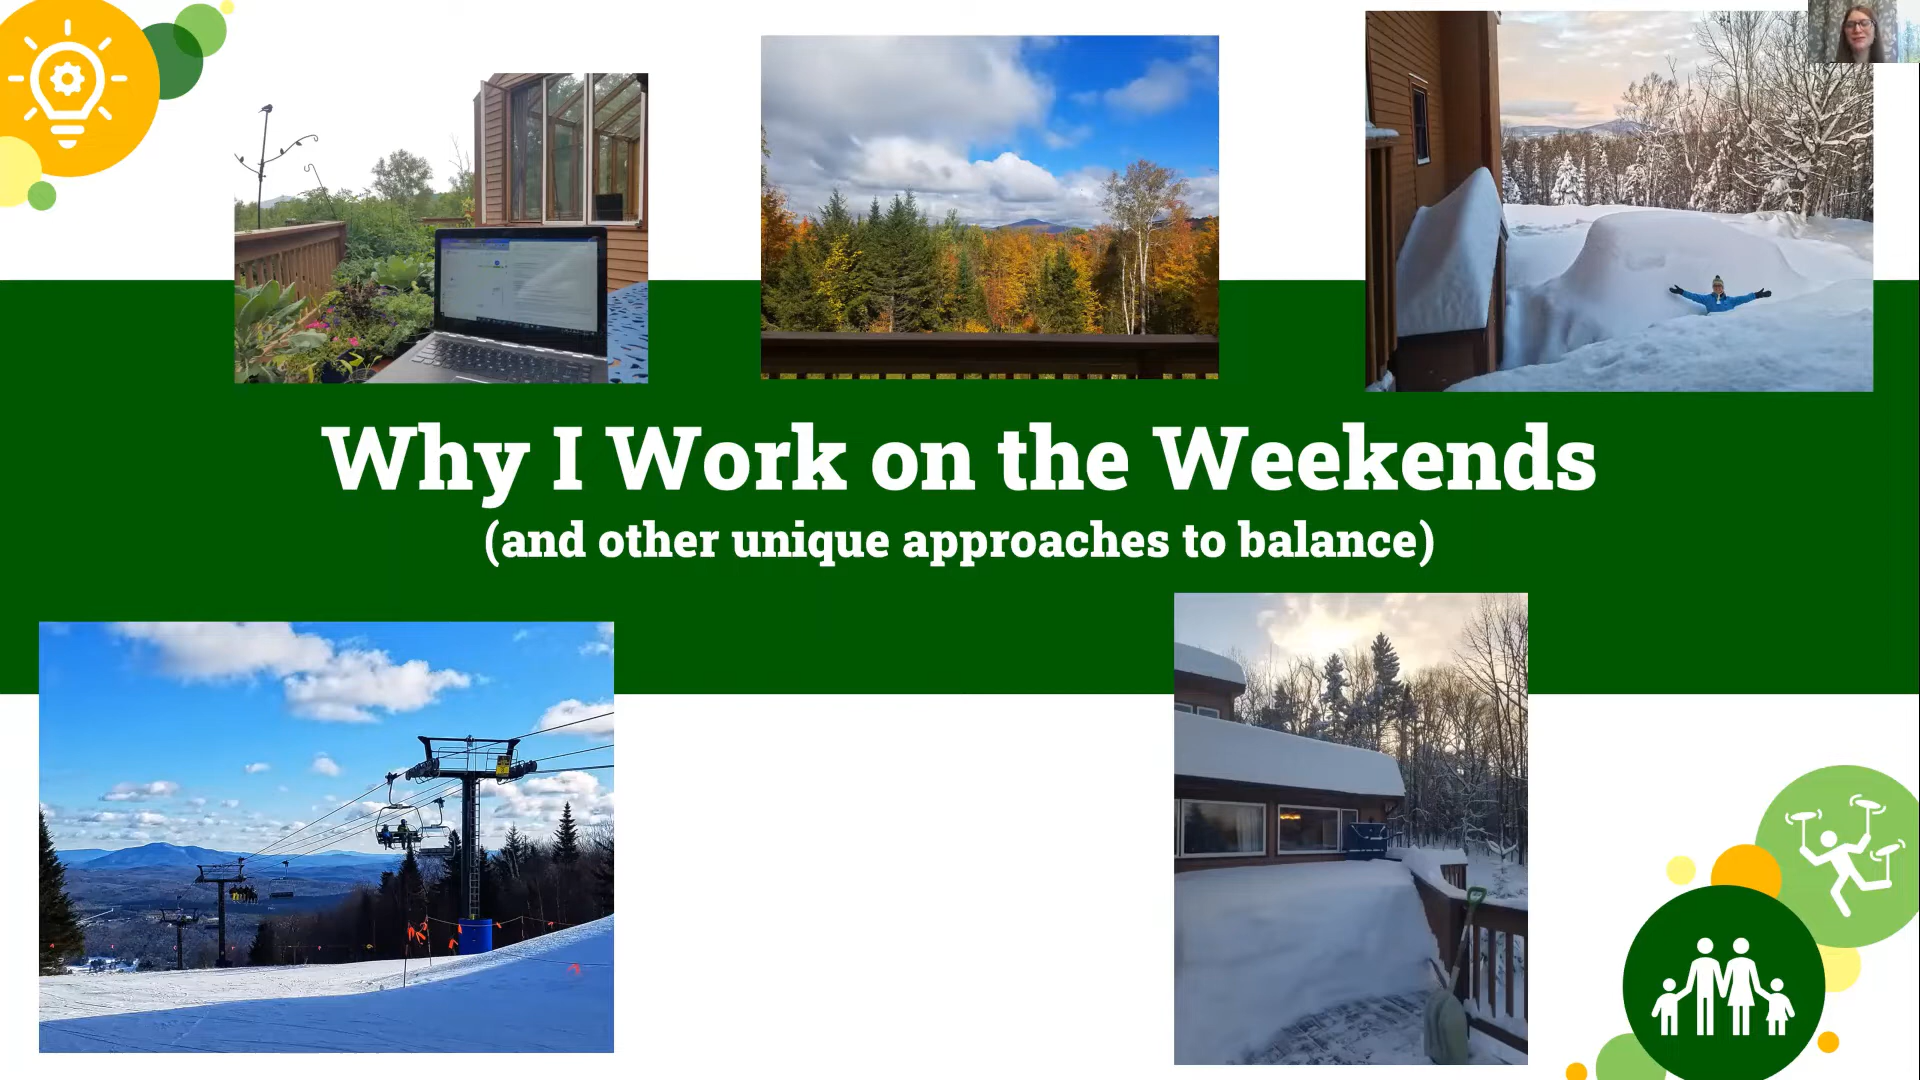 Why I Work on the Weekends
(and other unique approaches to balance)